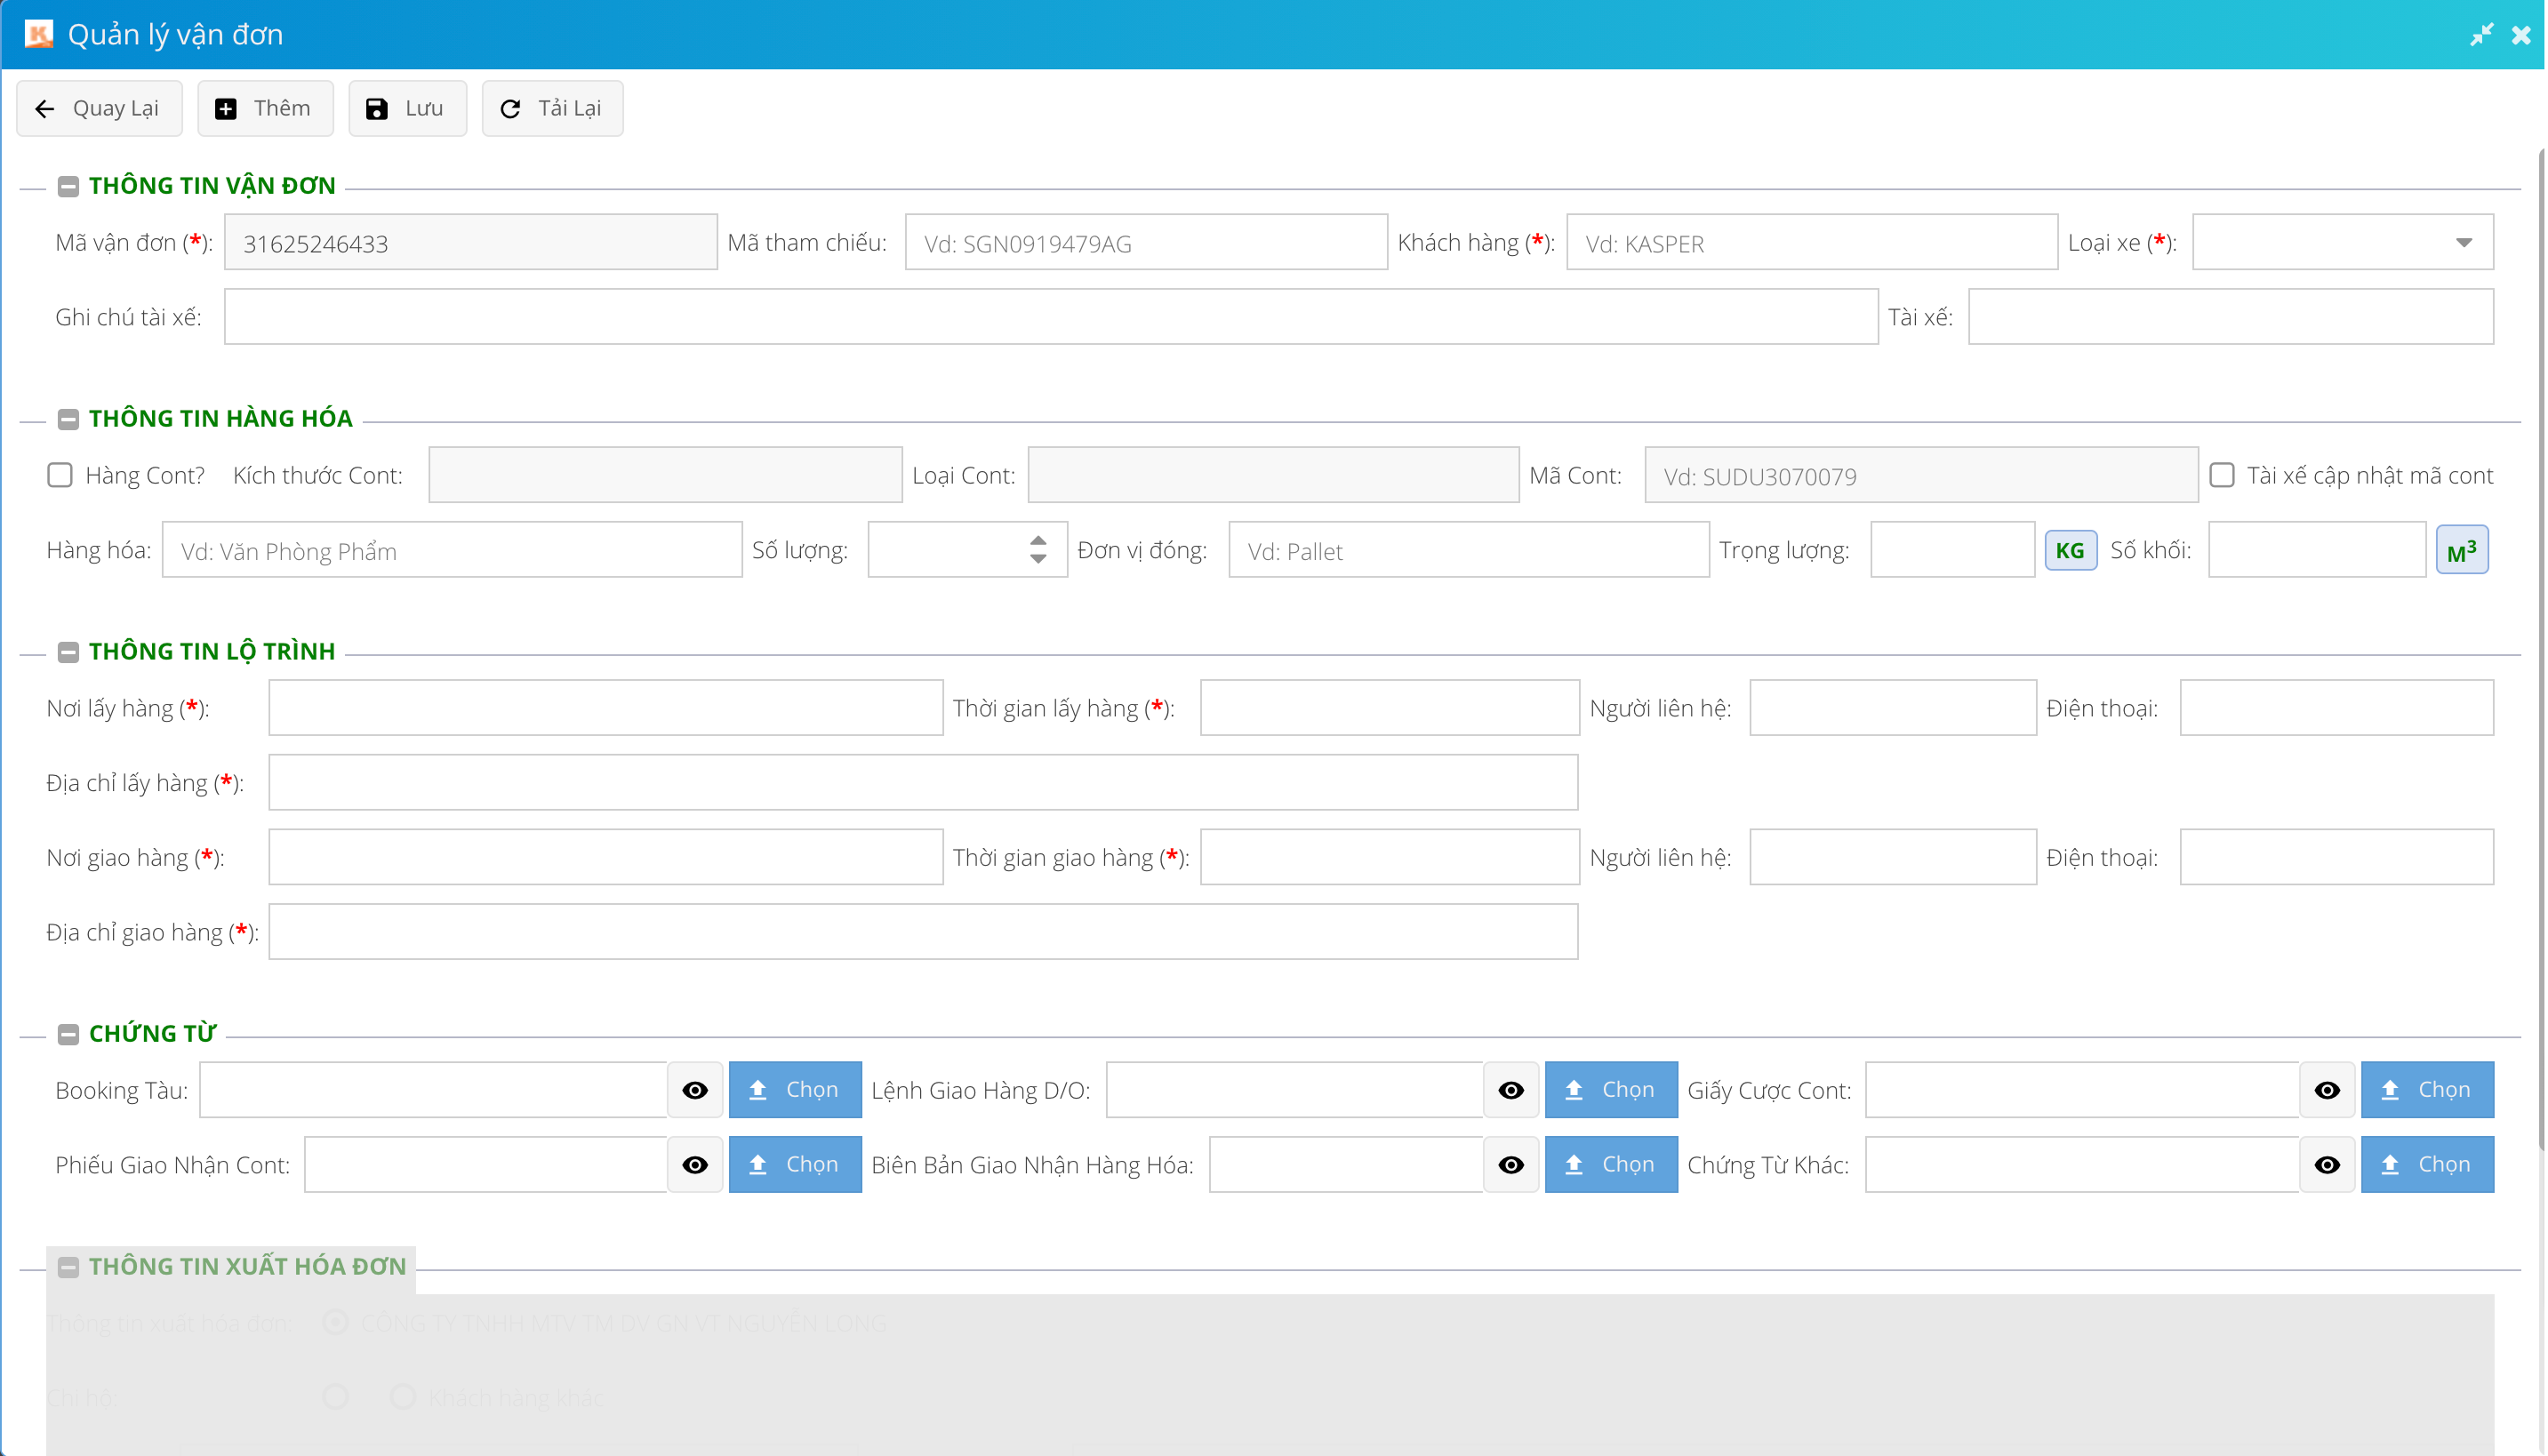 Quản lý vận đơn
Quay Lại Thêm Lưu Tải Lại
THÔNG TIN VẬN ĐƠN
Mã vận đơn (*): 31625246433 Mã tham chiếu: Vd: SGN0919479AG Khách hàng (*): Vd: KASPER Loại xe (*):
Ghi chú tài xế: Tài xế:
THÔNG TIN HÀNG HÓA
Hàng Cont? Kích thước Cont: Loại Cont: Mã Cont: Vd: SUDU3070079 Tài xế cập nhật mã cont
Hàng hóa: Vd: Văn Phòng Phẩm Số lượng: Đơn vị đóng: Vd: Pallet Trọng lượng: KG Số khối: M³
THÔNG TIN LỘ TRÌNH
Nơi lấy hàng (*): Thời gian lấy hàng (*): Người liên hệ: Điện thoại:
Địa chỉ lấy hàng (*):
Nơi giao hàng (*): Thời gian giao hàng (*): Người liên hệ: Điện thoại:
Địa chỉ giao hàng (*):
CHỨNG TỪ
Booking Tàu: Chọn Lệnh Giao Hàng D/O: Chọn Giấy Cược Cont: Chọn
Phiếu Giao Nhận Cont: Chọn Biên Bản Giao Nhận Hàng Hóa: Chọn Chứng Từ Khác: Chọn
THÔNG TIN XUẤT HÓA ĐƠN
Thông tin xuất hóa đơn: CÔNG TY TNHH MTV TM DV GN VT NGUYỄN LONG
Chi hộ: Khách hàng khác